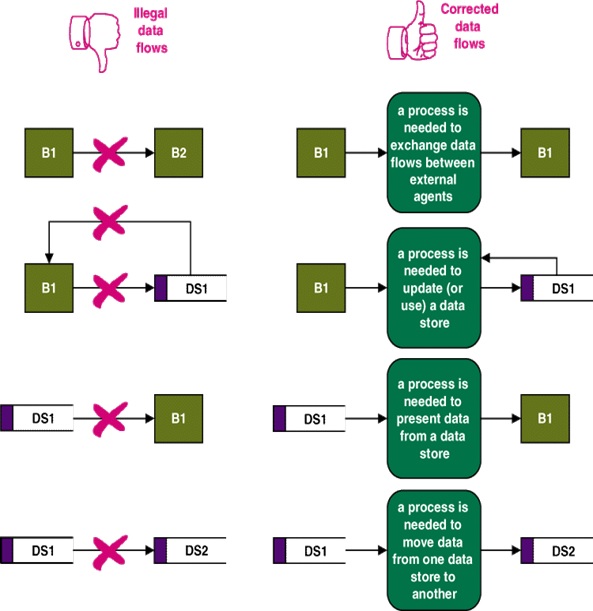 Illegal
data
flows
Corrected
data
flows
B1
B2
B1
a process is
needed to
exchange data
flows between
external
agents
B1
B1
DS1
B1
a process is
needed to
update (or
use) a data
store
DS1
DS1
B1
DS1
a process is
needed to
present data
from a data
store
B1
DS1
DS2
DS1
a process is
needed to
move data
from one data
store to
another
DS2